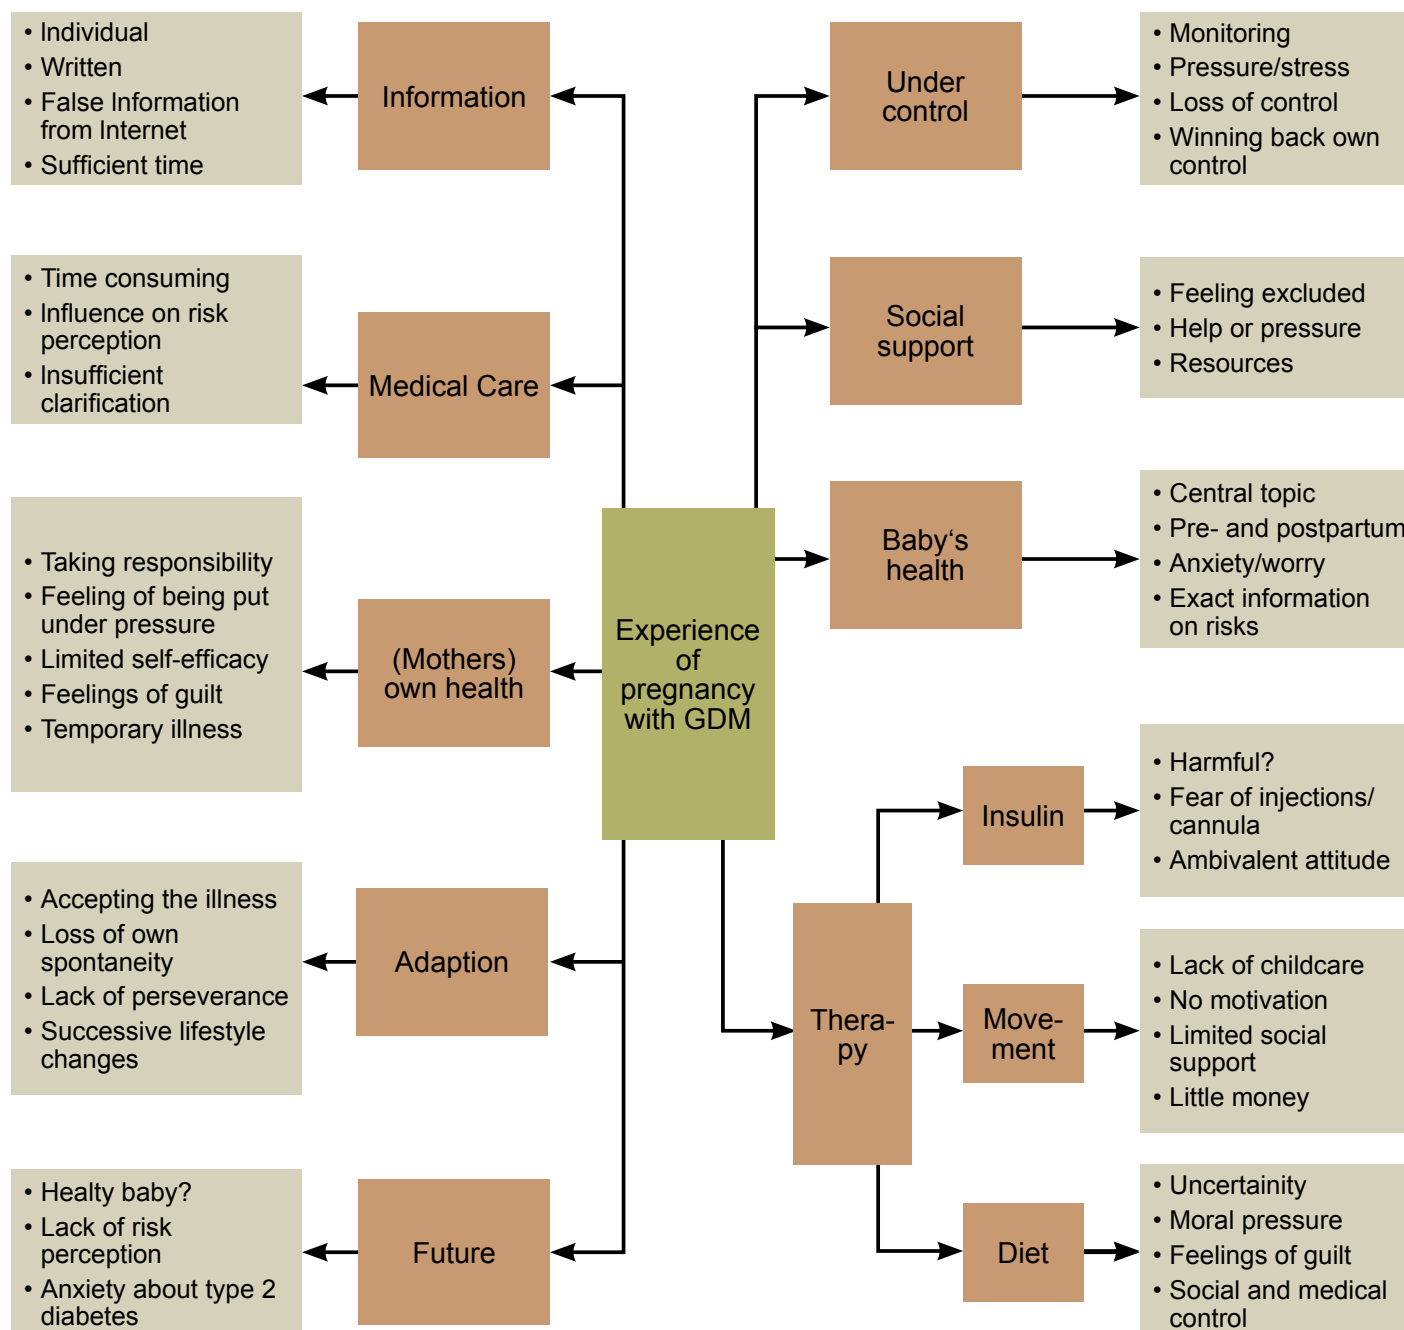 • Individual
• Written
• False Information
from Internet
• Sufficient time
Information
• Time consuming
• Influence on risk
perception
• Insufficient
clarification
Medical Care
• Taking responsibility
• Feeling of being put
under pressure
• Limited self-efficacy
• Feelings of guilt
• Temporary illness
(Mothers)
own health
• Accepting the illness
• Loss of own
spontaneity
• Lack of perseverance
• Successive lifestyle
changes
Adaption
• Healty baby?
• Lack of risk
perception
• Anxiety about type 2
diabetes
Future
Experience
of
pregnancy
with GDM
Under
control
• Monitoring
• Pressure/stress
• Loss of control
• Winning back own
control
Social
support
• Feeling excluded
• Help or pressure
• Resources
Baby‘s
health
• Central topic
• Pre- and postpartum
• Anxiety/worry
• Exact information
on risks
Thera-
py
Insulin
• Harmful?
• Fear of injections/
cannula
• Ambivalent attitude
Move-
ment
• Lack of childcare
• No motivation
• Limited social
support
• Little money
Diet
• Uncertainity
• Moral pressure
• Feelings of guilt
• Social and medical
control